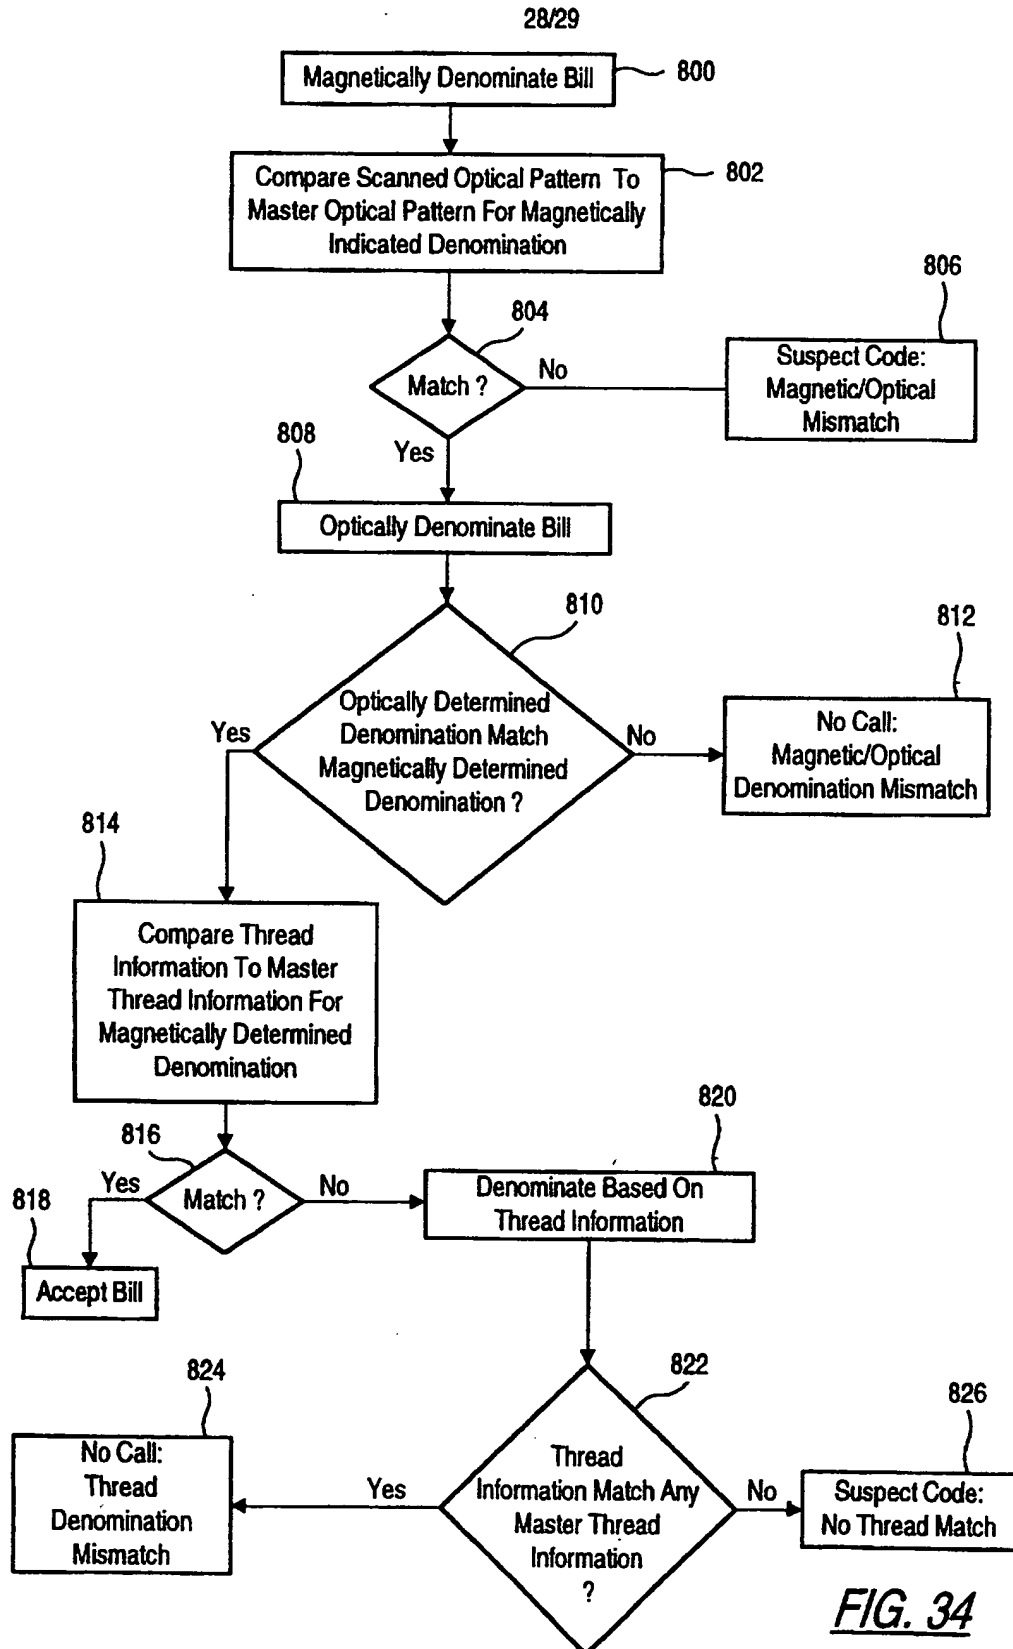 28/29
Magnetically Denominate Bill
800
Compare Scanned Optical Pattern To
Master Optical Pattern For Magnetically
Indicated Denomination
802
804
Match ?
No
Yes
806
Suspect Code:
Magnetic/Optical
Mismatch
808
Optically Denominate Bill
810
Optically Determined
Denomination Match
Magnetically Determined
Denomination ?
Yes
No
812
No Call:
Magnetic/Optical
Denomination Mismatch
814
Compare Thread
Information To Master
Thread Information For
Magnetically Determined
Denomination
816
Match ?
Yes
No
818
Accept Bill
820
Denominate Based On
Thread Information
822
Thread
Information Match Any
Master Thread
Information
?
Yes
No
824
No Call:
Thread
Denomination
Mismatch
826
Suspect Code:
No Thread Match
FIG. 34